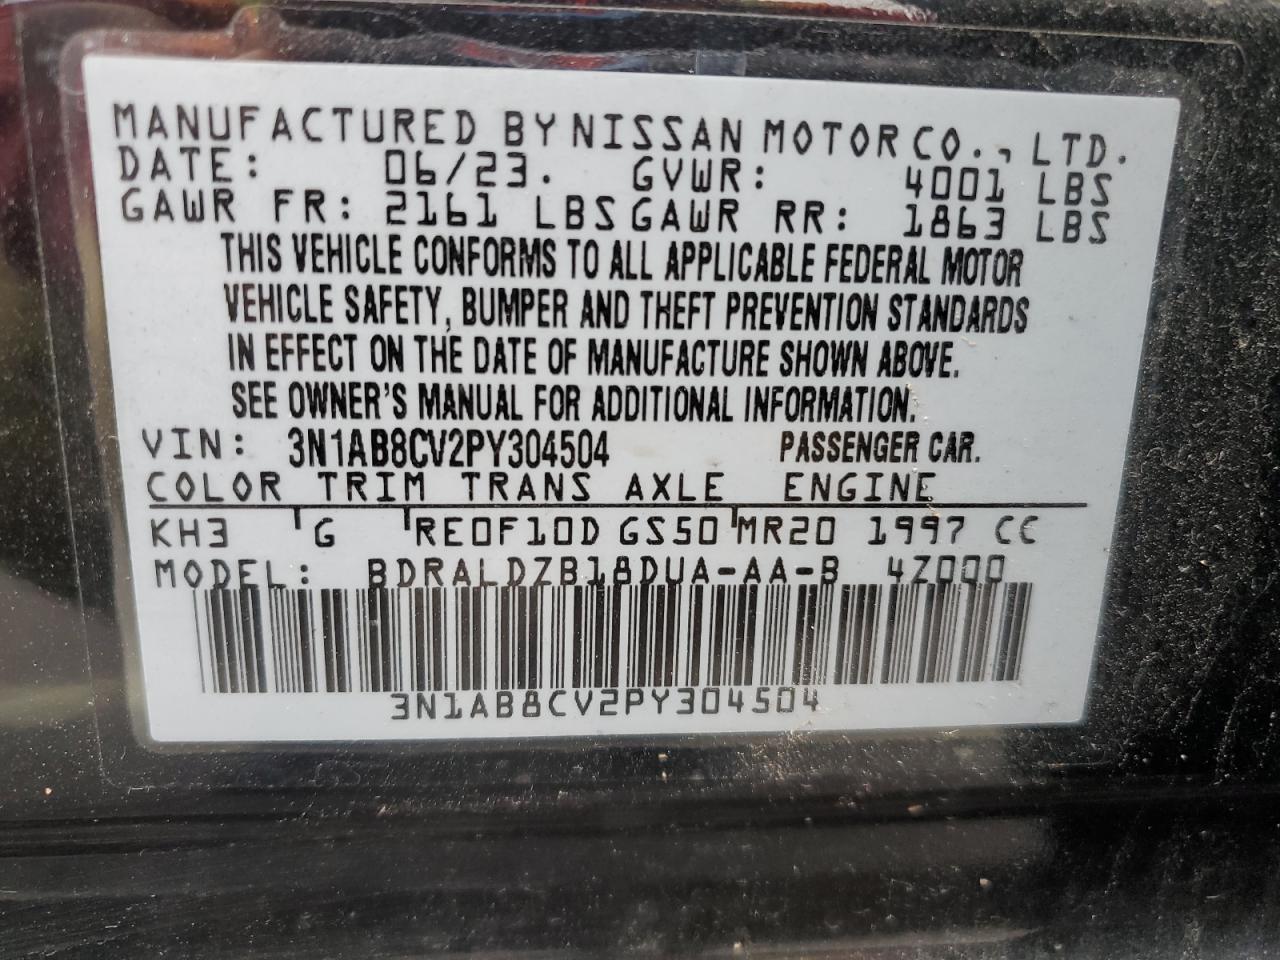 MANUFACTURED BY NISSAN MOTOR CO., LTD.
DATE: 06/23. GVWR: 4001 LBS
GAWR FR: 2161 LBS GAWR RR: 1863 LBS
THIS VEHICLE CONFORMS TO ALL APPLICABLE FEDERAL MOTOR
VEHICLE SAFETY, BUMPER AND THEFT PREVENTION STANDARDS
IN EFFECT ON THE DATE OF MANUFACTURE SHOWN ABOVE.
SEE OWNER'S MANUAL FOR ADDITIONAL INFORMATION.
VIN: 3N1AB8CV2PY304504 PASSENGER CAR.
COLOR TRIM TRANS AXLE ENGINE
KH3 G RE0F10D GS50 MR20 1997 CC
MODEL: BDRALDZB18DUA-AA-B 4Z000
3N1AB8CV2PY304504